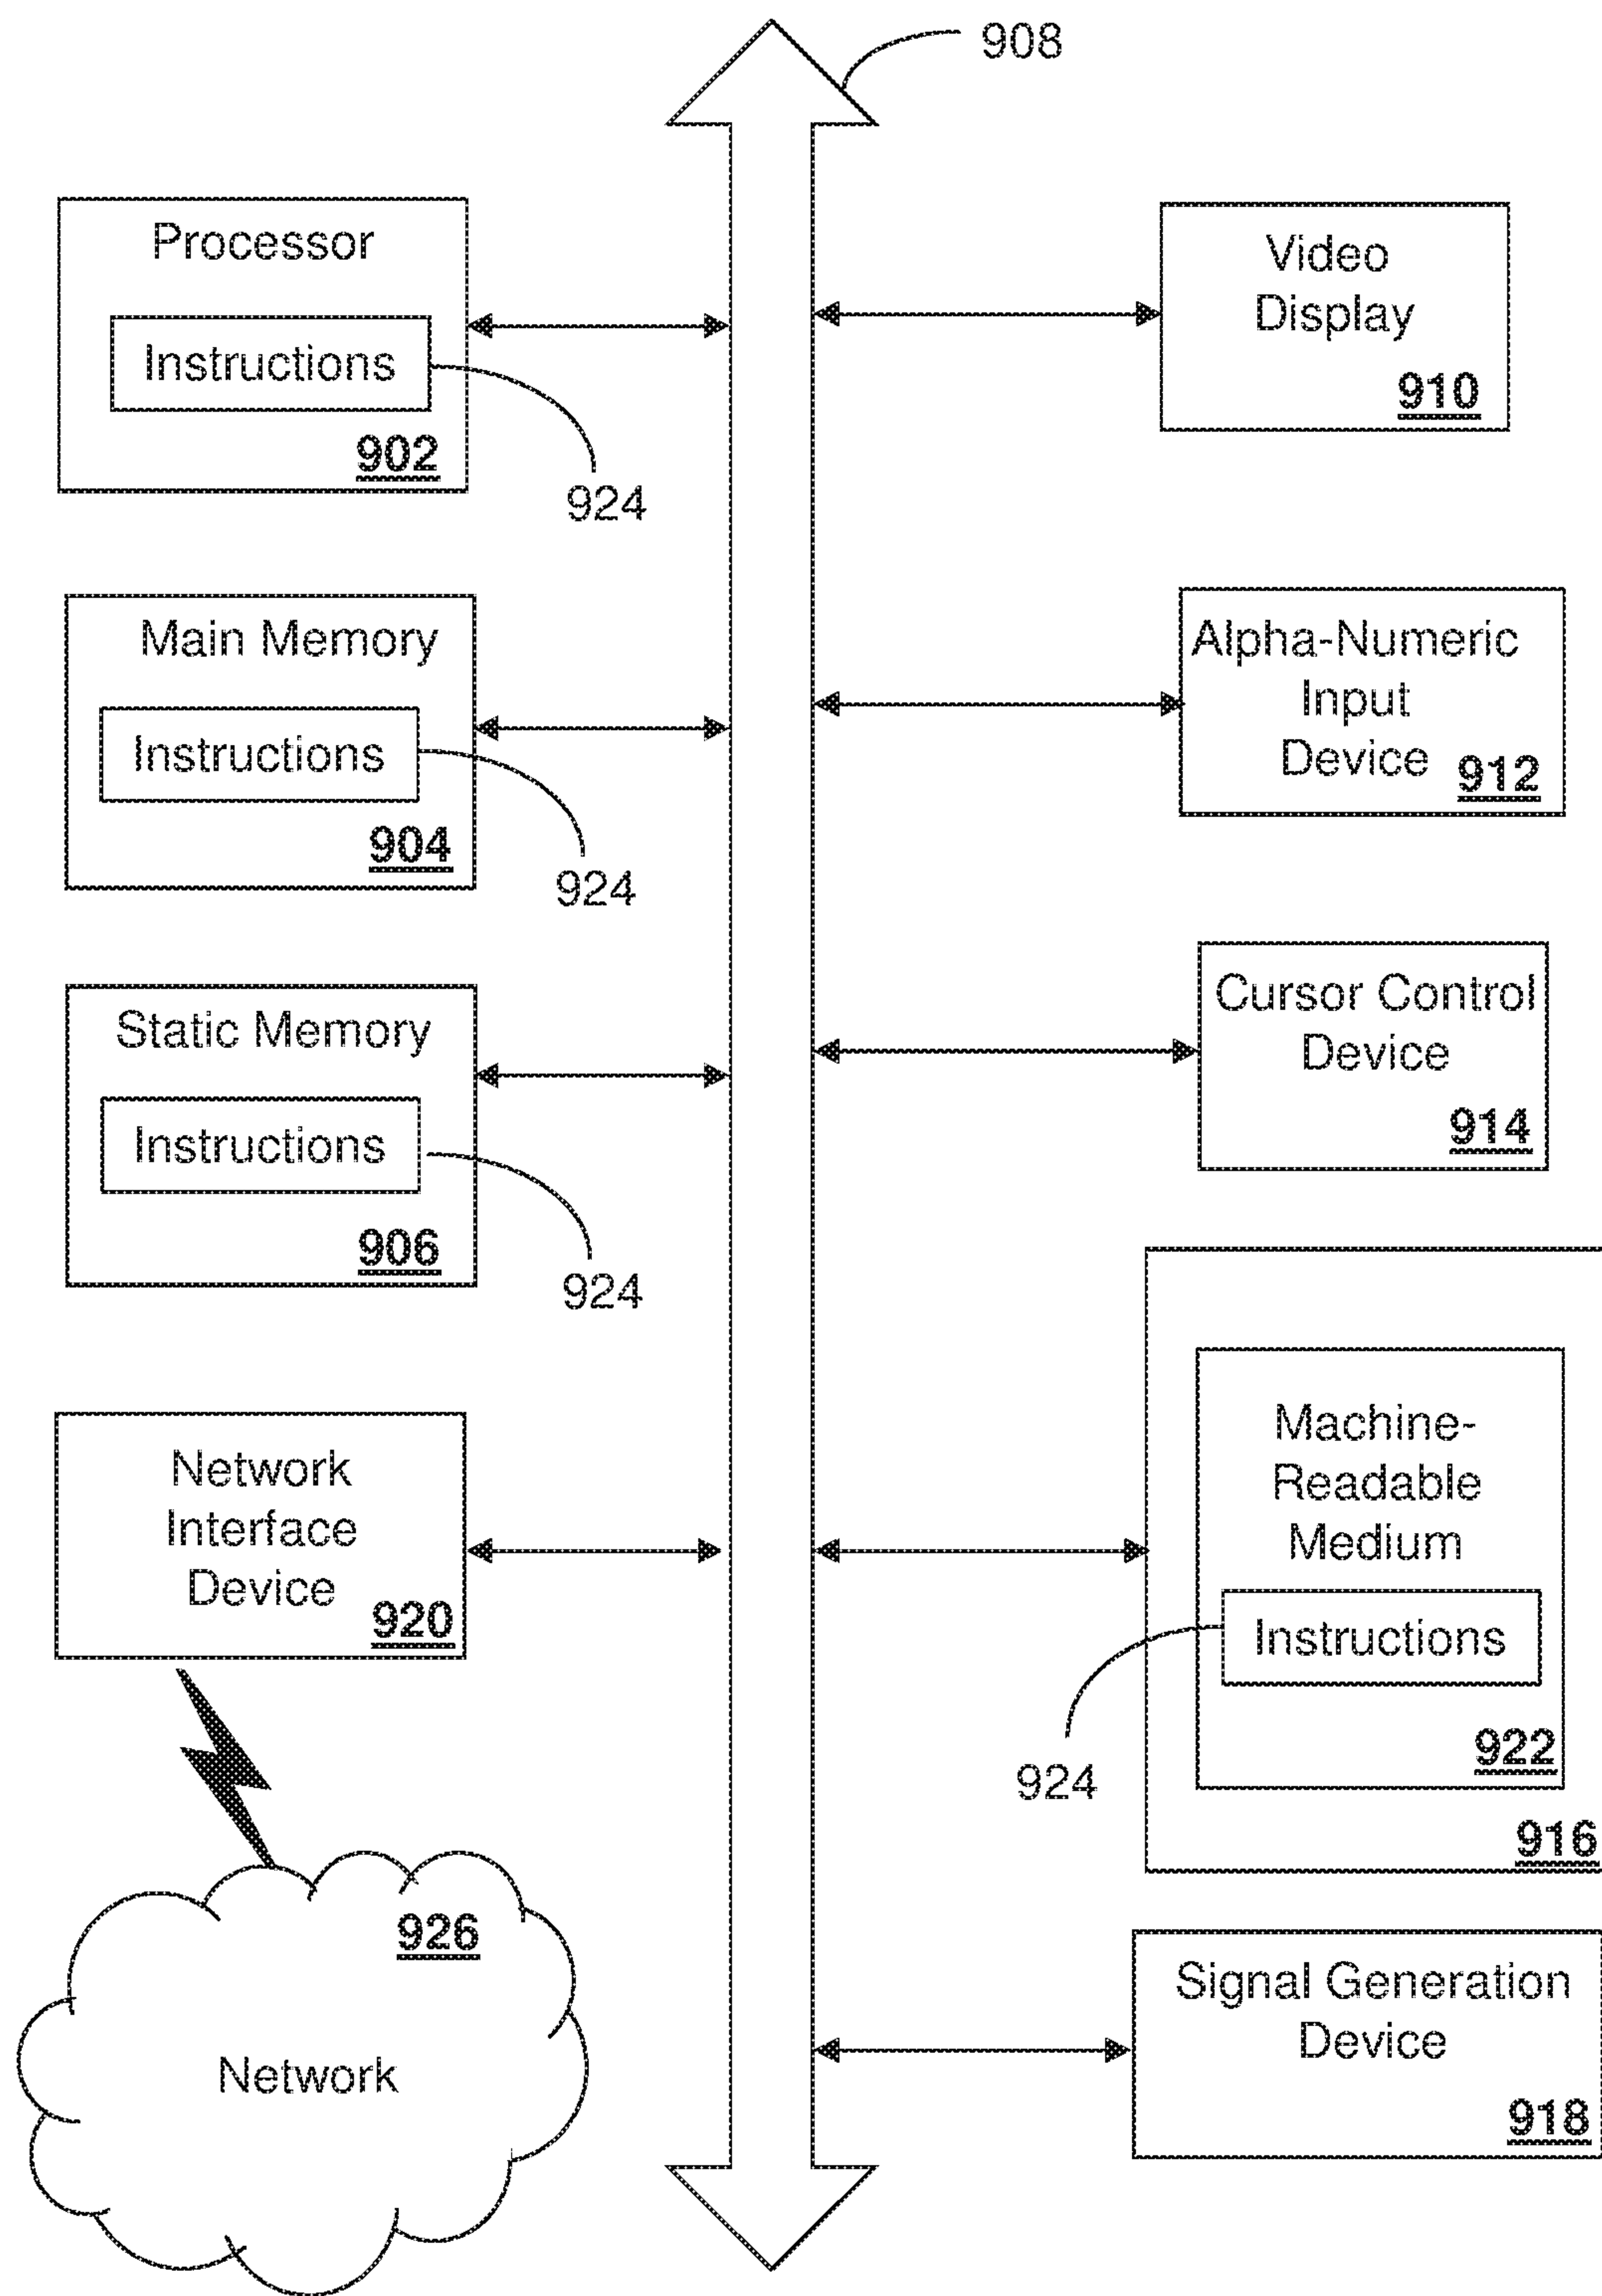 908
Processor
Instructions
902
924
Main Memory
Instructions
904
924
Static Memory
Instructions
906
924
Network
Interface
Device
920
926
Network
Video
Display
910
Alpha-Numeric
Input
Device
912
Cursor Control
Device
914
Machine-
Readable
Medium
Instructions
922
924
916
Signal Generation
Device
918